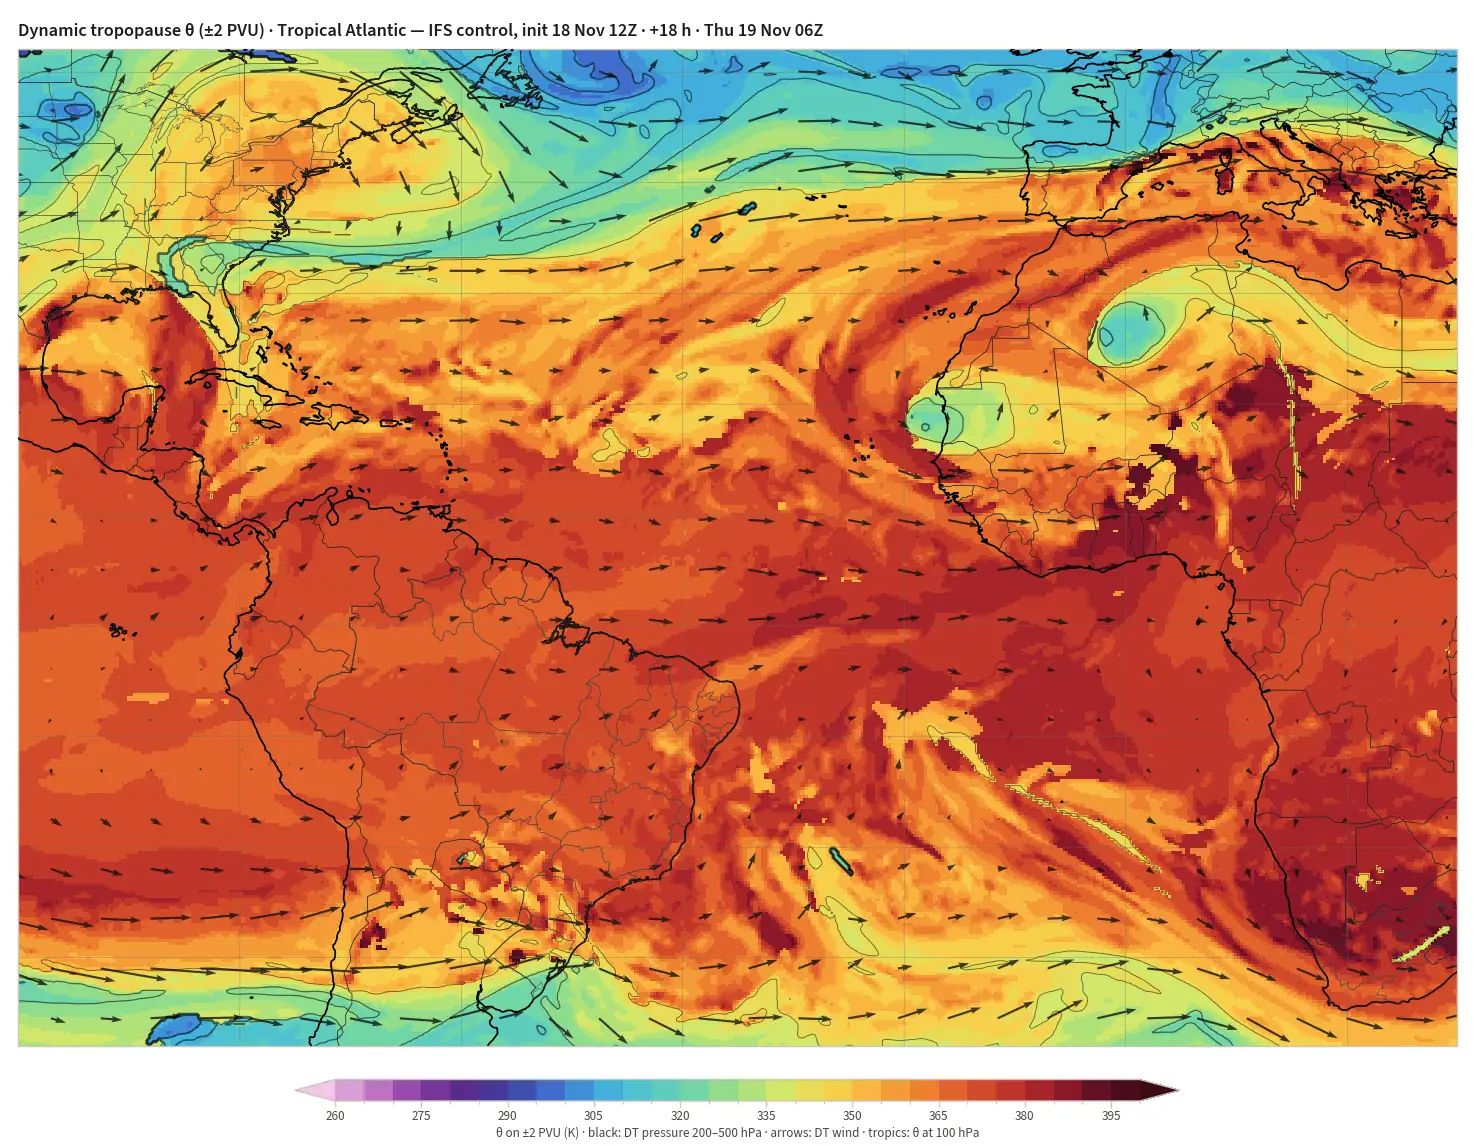 Dynamic tropopause θ (±2 PVU) · Tropical Atlantic — IFS control, init 18 Nov 12Z · +18 h · Thu 19 Nov 06Z
260 275 290 305 320 335 350 365 380 395
θ on ±2 PVU (K) · black: DT pressure 200–500 hPa · arrows: DT wind · tropics: θ at 100 hPa